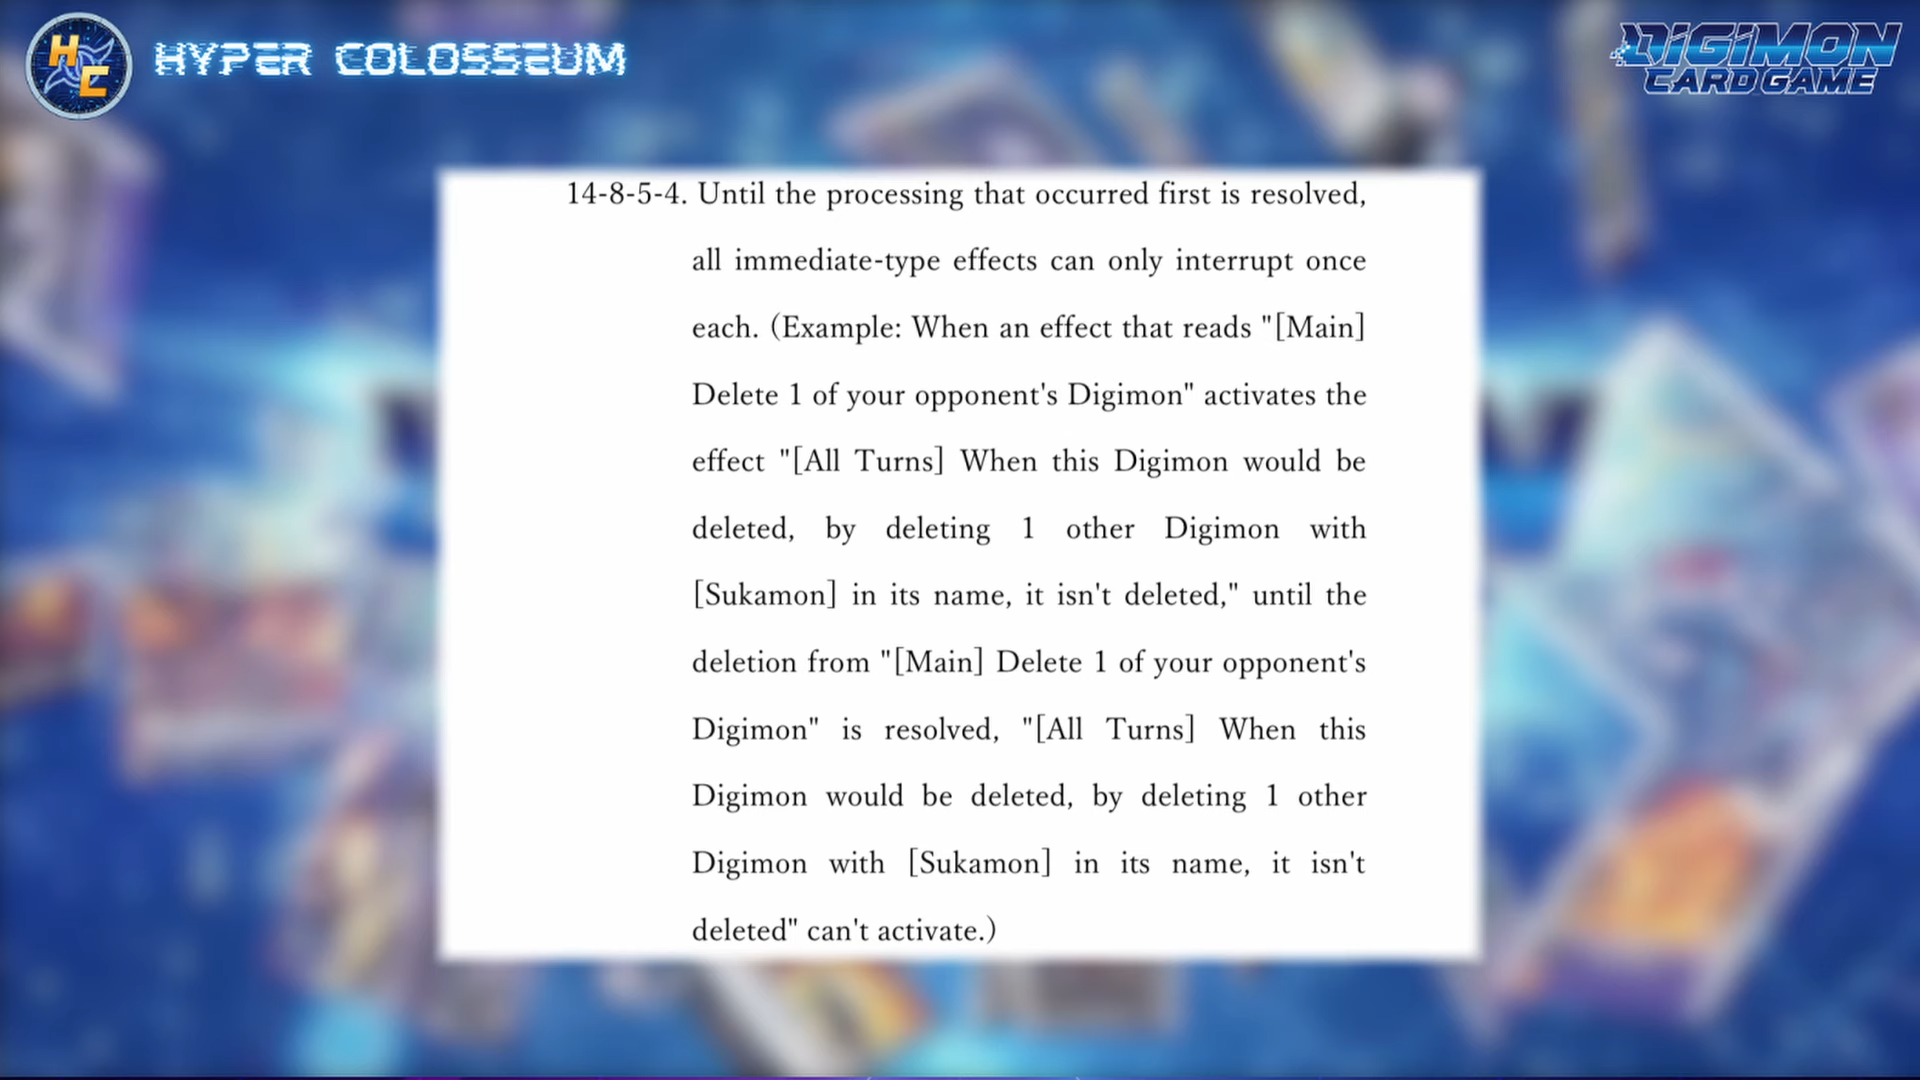 HYPER COLOSSEUM
HC
DIGIMON
CARD GAME
14-8-5-4. Until the processing that occurred first is resolved,
all immediate-type effects can only interrupt once
each. (Example: When an effect that reads "[Main]
Delete 1 of your opponent's Digimon" activates the
effect "[All Turns] When this Digimon would be
deleted, by deleting 1 other Digimon with
[Sukamon] in its name, it isn't deleted," until the
deletion from "[Main] Delete 1 of your opponent's
Digimon" is resolved, "[All Turns] When this
Digimon would be deleted, by deleting 1 other
Digimon with [Sukamon] in its name, it isn't
deleted" can't activate.)